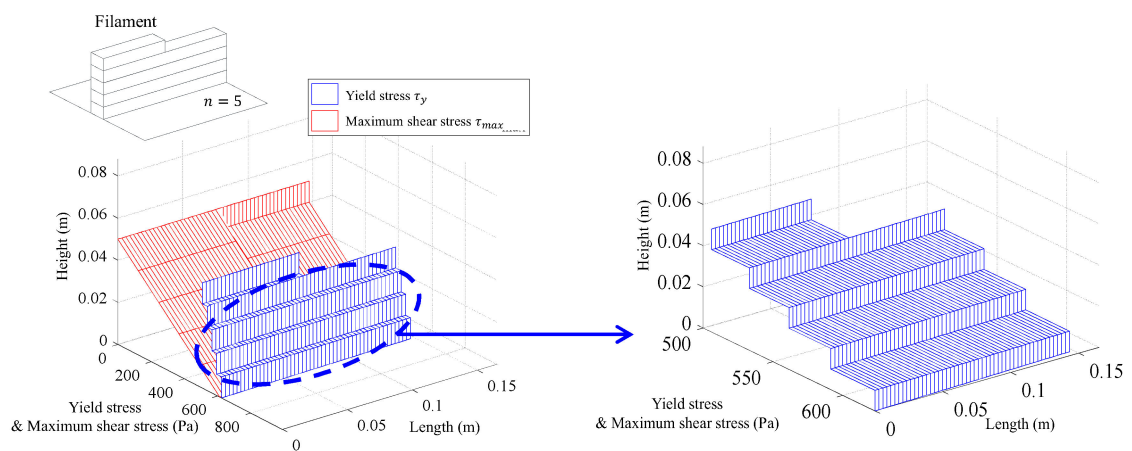 Filament
n = 5
Yield stress τy
Maximum shear stress τmax
0.08
0.06
0.04
0.02
0
Height (m)
0
200
400
600
800
Yield stress
& Maximum shear stress (Pa)
0
0.05
0.1
0.15
Length (m)
0.08
0.06
0.04
0.02
0
Height (m)
500
550
600
Yield stress
& Maximum shear stress (Pa)
0
0.05
0.1
0.15
Length (m)